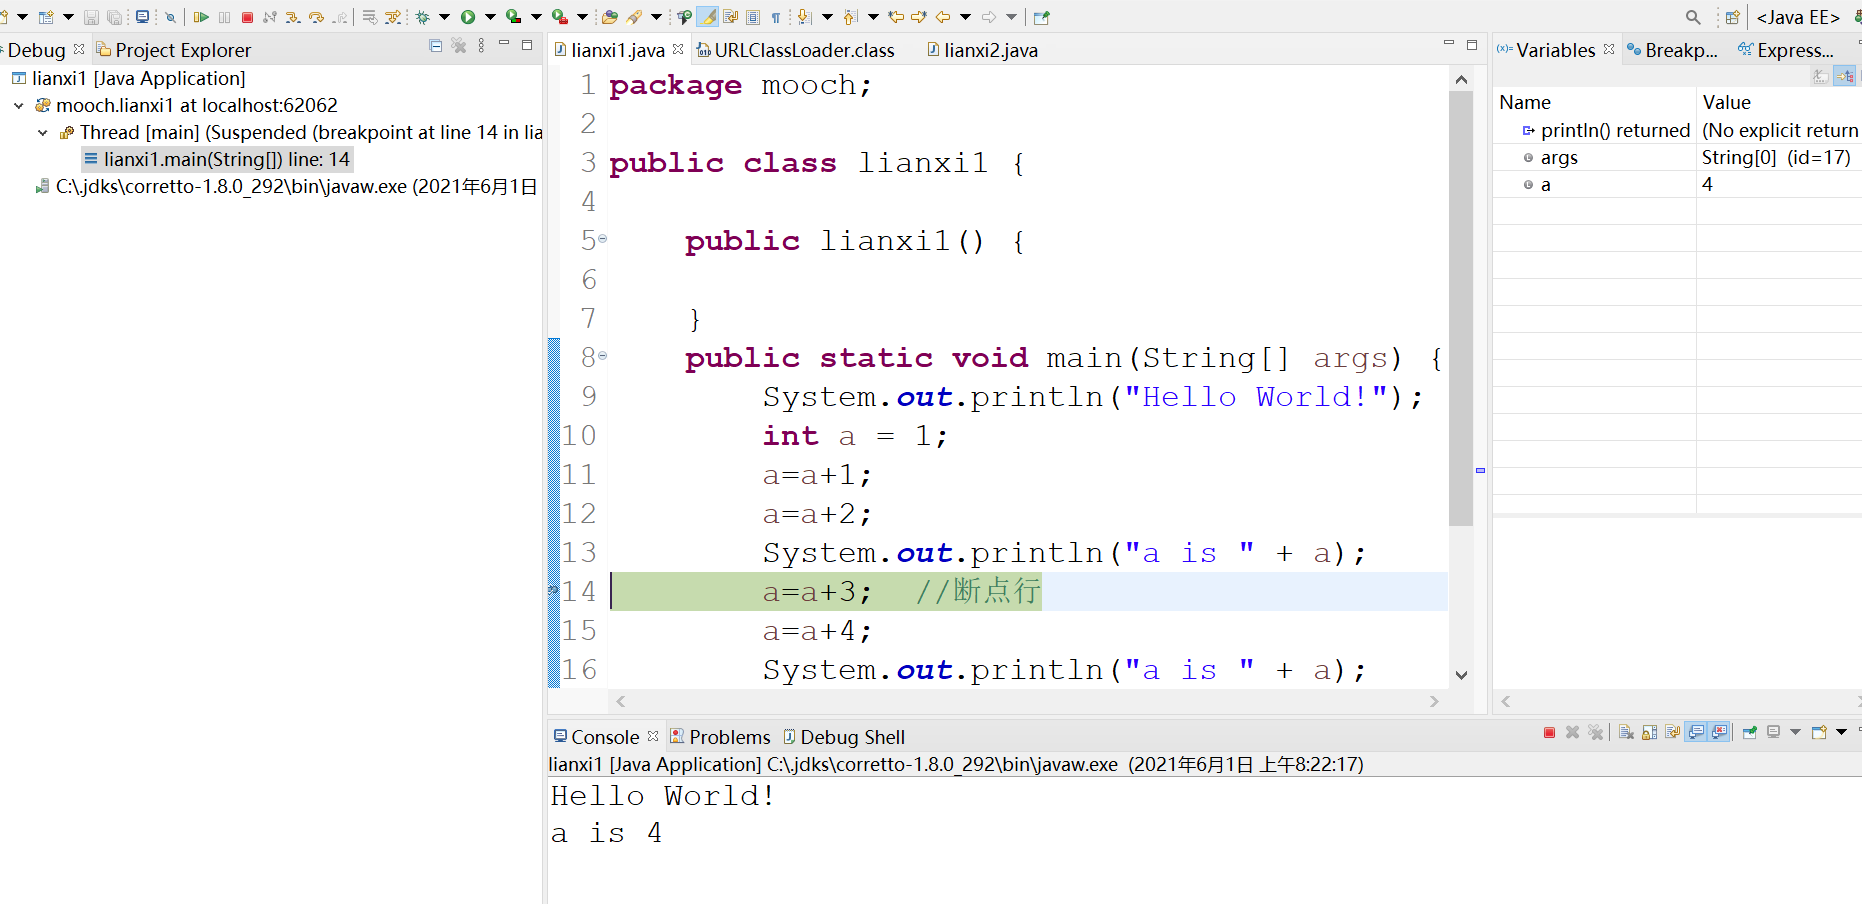 <Java EE>
Debug
Project Explorer
lianxi1 [Java Application]
mooch.lianxi1 at localhost:62062
Thread [main] (Suspended (breakpoint at line 14 in lia
lianxi1.main(String[]) line: 14
C:\.jdks\corretto-1.8.0_292\bin\javaw.exe (2021年6月1日
lianxi1.java
URLClassLoader.class
lianxi2.java
1 package mooch;
2
3 public class lianxi1 {
4
5 public lianxi1() {
6
7 }
8 public static void main(String[] args) {
9 System.out.println("Hello World!");
10 int a = 1;
11 a=a+1;
12 a=a+2;
13 System.out.println("a is " + a);
14 a=a+3; //断点行
15 a=a+4;
16 System.out.println("a is " + a);
Variables
Breakp...
Express...
Name Value
println() returned (No explicit return
args String[0] (id=17)
a 4
Console
Problems
Debug Shell
lianxi1 [Java Application] C:\.jdks\corretto-1.8.0_292\bin\javaw.exe (2021年6月1日 上午8:22:17)
Hello World!
a is 4